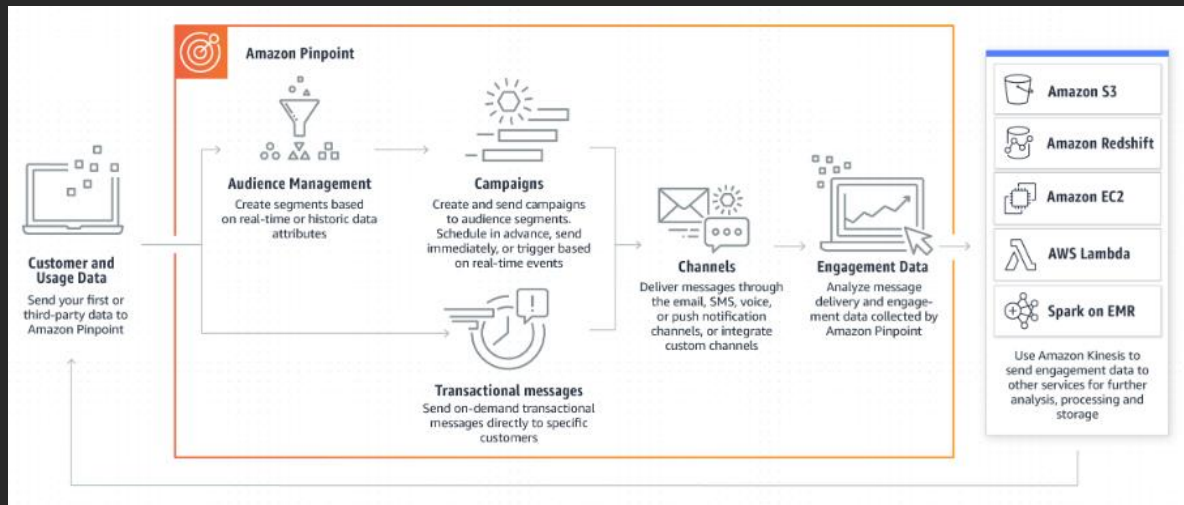 Amazon Pinpoint
Customer and
Usage Data
Send your first or
third-party data to
Amazon Pinpoint
Audience Management
Create segments based
on real-time or historic data
attributes
Campaigns
Create and send campaigns
to audience segments.
Schedule in advance, send
immediately, or trigger based
on real-time events
Transactional messages
Send on-demand transactional
messages directly to specific
customers
Channels
Deliver messages through
the email, SMS, voice,
or push notification
channels, or integrate
custom channels
Engagement Data
Analyze message
delivery and engage-
ment data collected by
Amazon Pinpoint
Amazon S3
Amazon Redshift
Amazon EC2
AWS Lambda
Spark on EMR
Use Amazon Kinesis to
send engagement data to
other services for further
analysis, processing and
storage